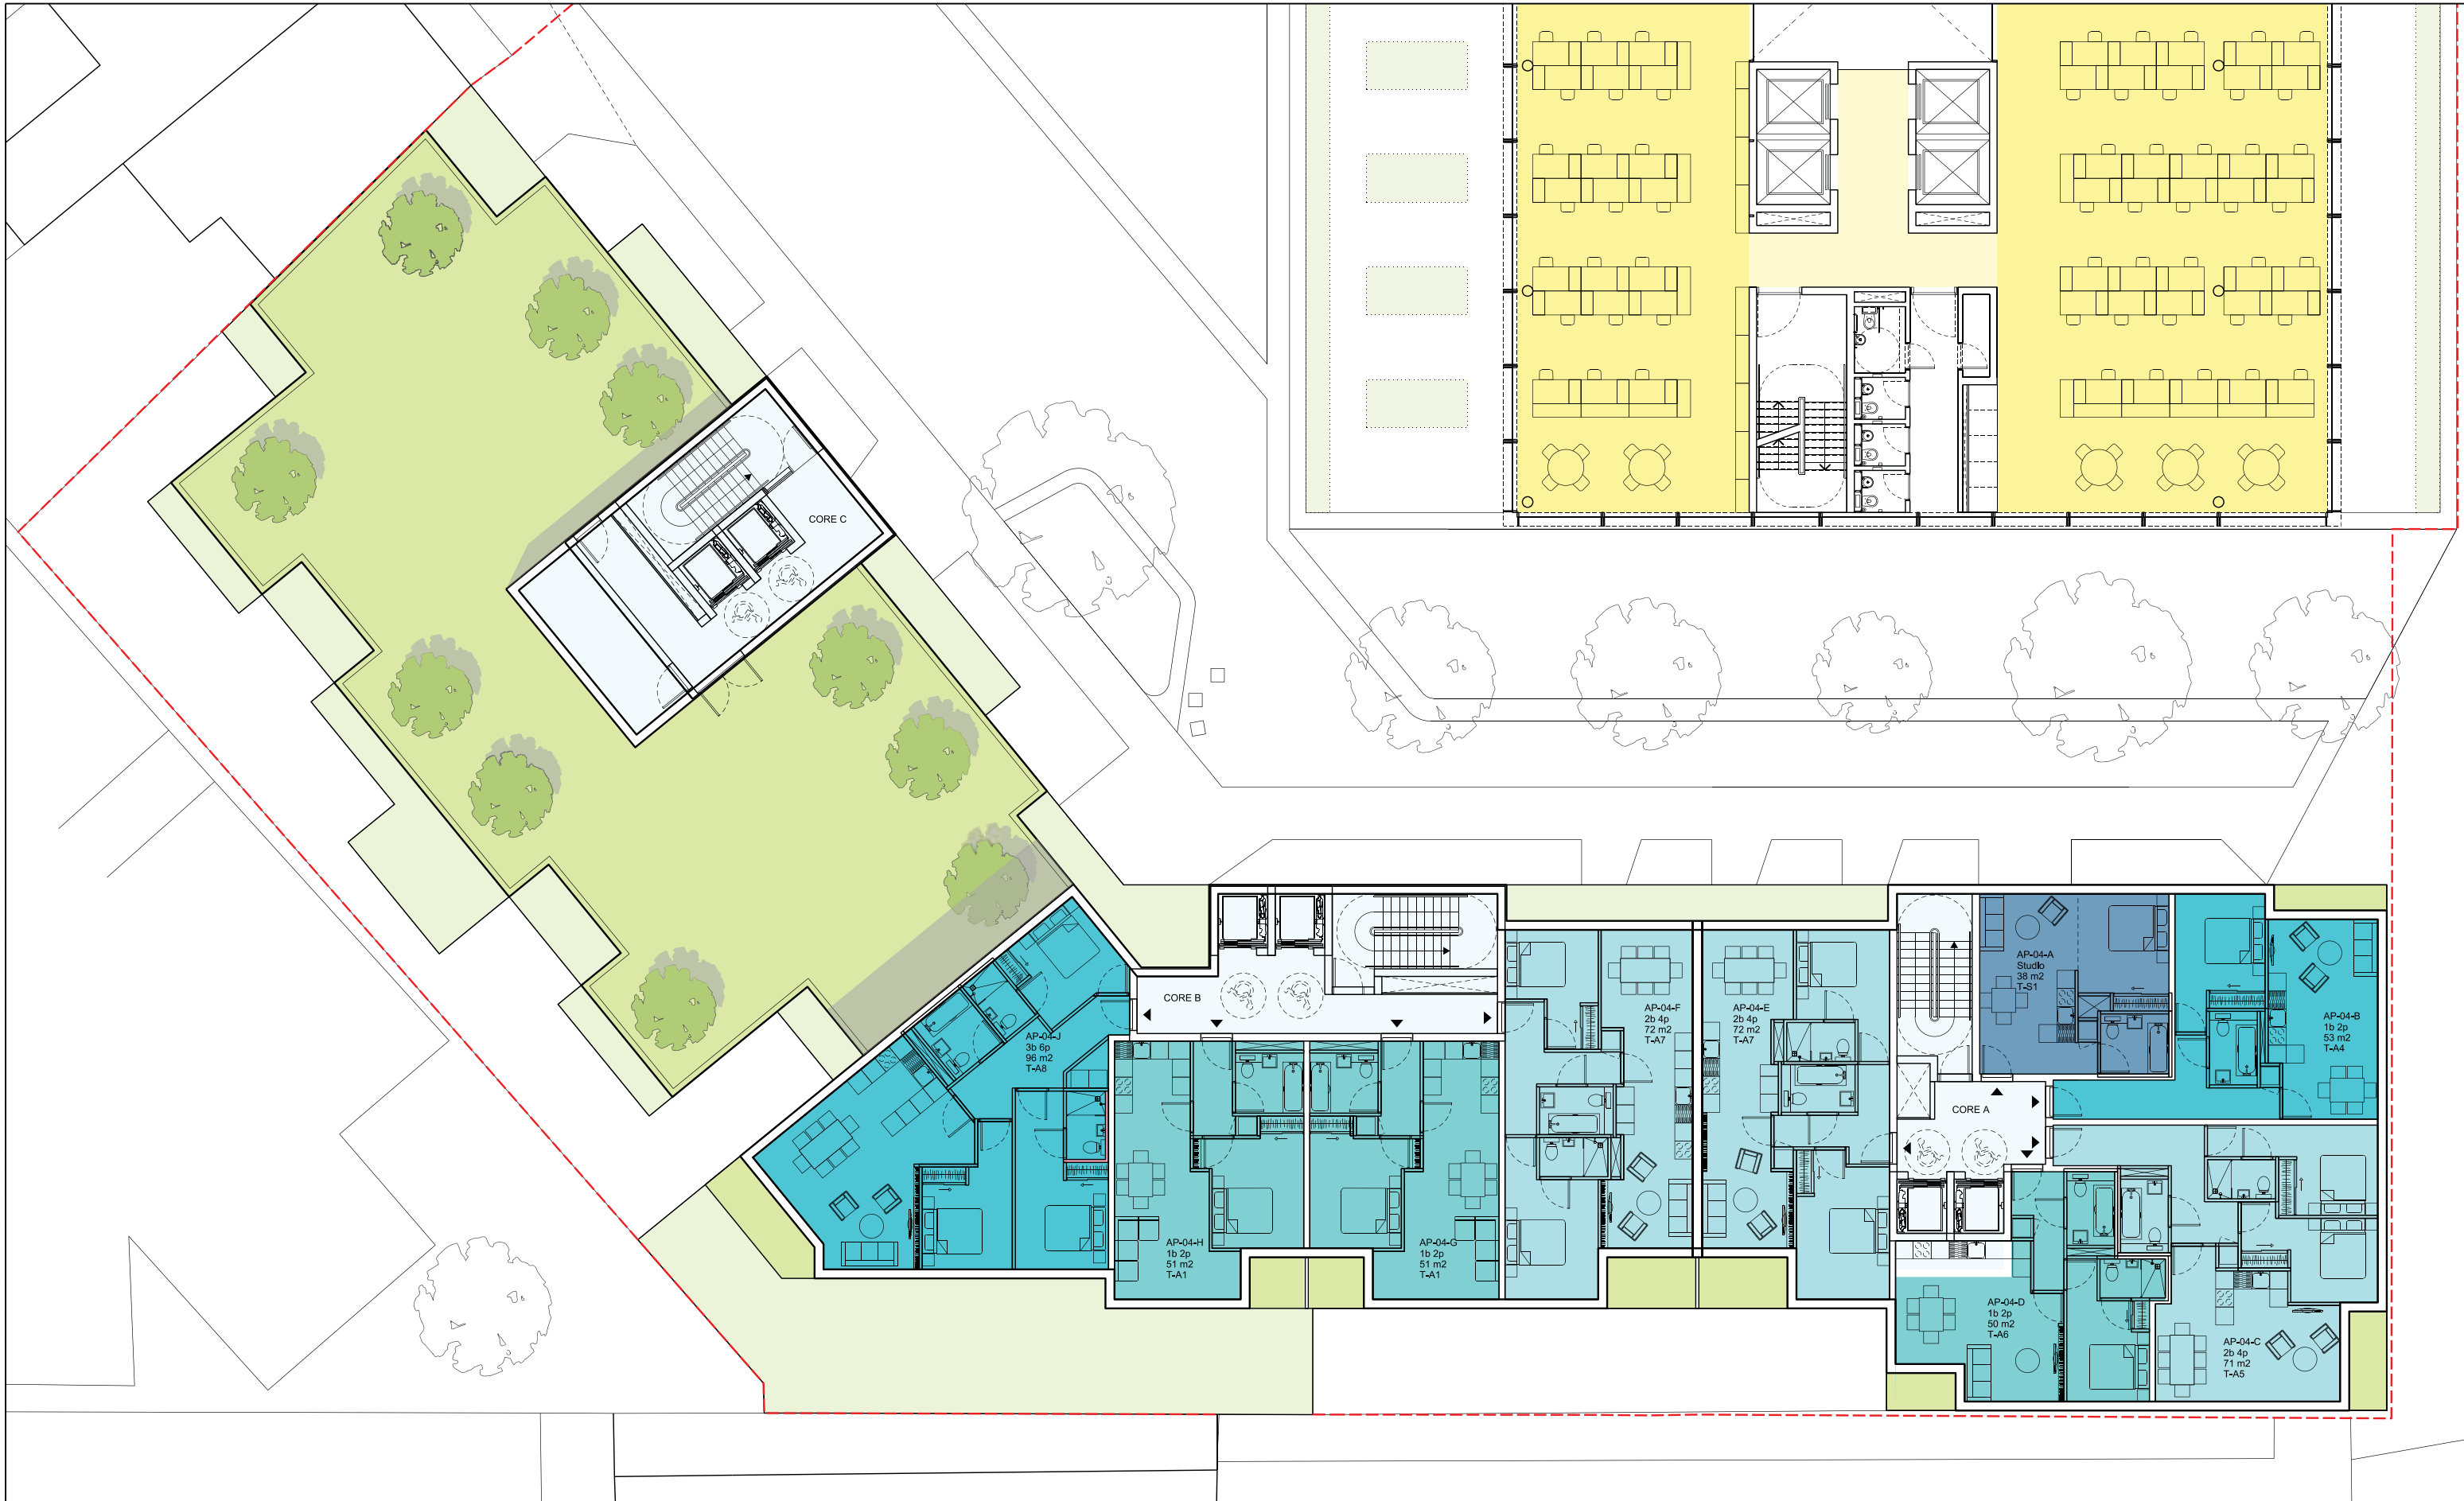 CORE C
CORE B
AP-04-J
3b 6p
96 m2
T-A8
AP-04-H
1b 2p
51 m2
T-A1
AP-04-G
1b 2p
51 m2
T-A1
AP-04-F
2b 4p
72 m2
T-A7
AP-04-E
2b 4p
72 m2
T-A7
AP-04-A
Studio
38 m2
T-S1
AP-04-B
1b 2p
53 m2
T-A4
CORE A
AP-04-D
1b 2p
50 m2
T-A6
AP-04-C
2b 4p
71 m2
T-A5